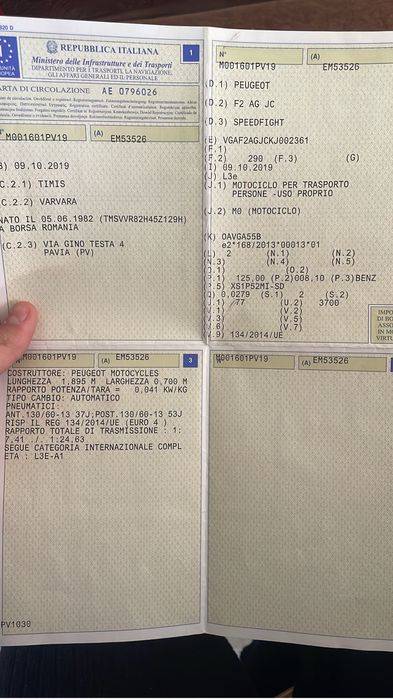 920 D
REPUBBLICA ITALIANA
1
Ministero delle Infrastrutture e dei Trasporti
DIPARTIMENTO PER I TRASPORTI, LA NAVIGAZIONE,
GLI AFFARI GENERALI ED IL PERSONALE
CARTA DI CIRCOLAZIONE AE 0796026
N° M001601PV19 (A) EM53526
B) 09.10.2019
(C.2.1) TIMIS
(C.2.2) VARVARA
NATO IL 05.06.1982 (TMSVVR82H45Z129H)
A BORSA ROMANIA
(C.2.3) VIA GINO TESTA 4
PAVIA (PV)
N° M001601PV19 (A) EM53526
(D.1) PEUGEOT
(D.2) F2 AG JC
(D.3) SPEEDFIGHT
(E) VGAF2AGJCKJ002361
(F.1)
(F.2) 290 (F.3) (G)
(I) 09.10.2019
(J) L3e
(J.1) MOTOCICLO PER TRASPORTO
PERSONE -USO PROPRIO
(J.2) M0 (MOTOCICLO)
(K) OAVGA55B
e2*168/2013*00013*01
(L) 2 (N.1) (N.2)
(N.3) (N.4) (N.5)
(O.1) (O.2)
(P.1) 125,00 (P.2)008,10 (P.3)BENZ
(P.5) XS1P52MI-SD
(Q) 0,0279 (S.1) 2 (S.2)
(U.1) /77 (U.2) 3700
(V.1) (V.2)
(V.3) (V.5)
(V.6) (V.7)
(V.9) 134/2014/UE
M001601PV19 (A) EM53526 3
COSTRUTTORE: PEUGEOT MOTOCYCLES
LUNGHEZZA 1,895 M LARGHEZZA 0,700 M
RAPPORTO POTENZA/TARA = 0,041 KW/KG
TIPO CAMBIO: AUTOMATICO
PNEUMATICI:
ANT.130/60-13 37J;POST.130/60-13 53J
RISP IL REG 134/2014/UE (EURO 4 )
RAPPORTO TOTALE DI TRASMISSIONE : 1:
7.41 ./. 1:24,63
SEGUE CATEGORIA INTERNAZIONALE COMPL
ETA : L3E-A1
PV1030
M001601PV19 (A) EM53526